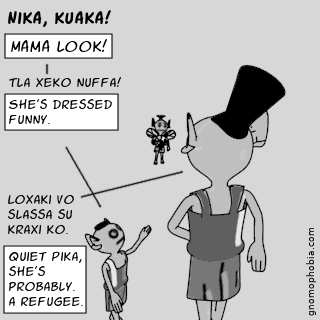 NIKA, KUAKA!
MAMA LOOK!
TLA XEKO NUFFA!
SHE'S DRESSED
FUNNY.
LOXAKI VO
SLASSA SU
KRAXI KO.
QUIET PIKA,
SHE'S
PROBABLY.
A REFUGEE.
gnomophobia.com